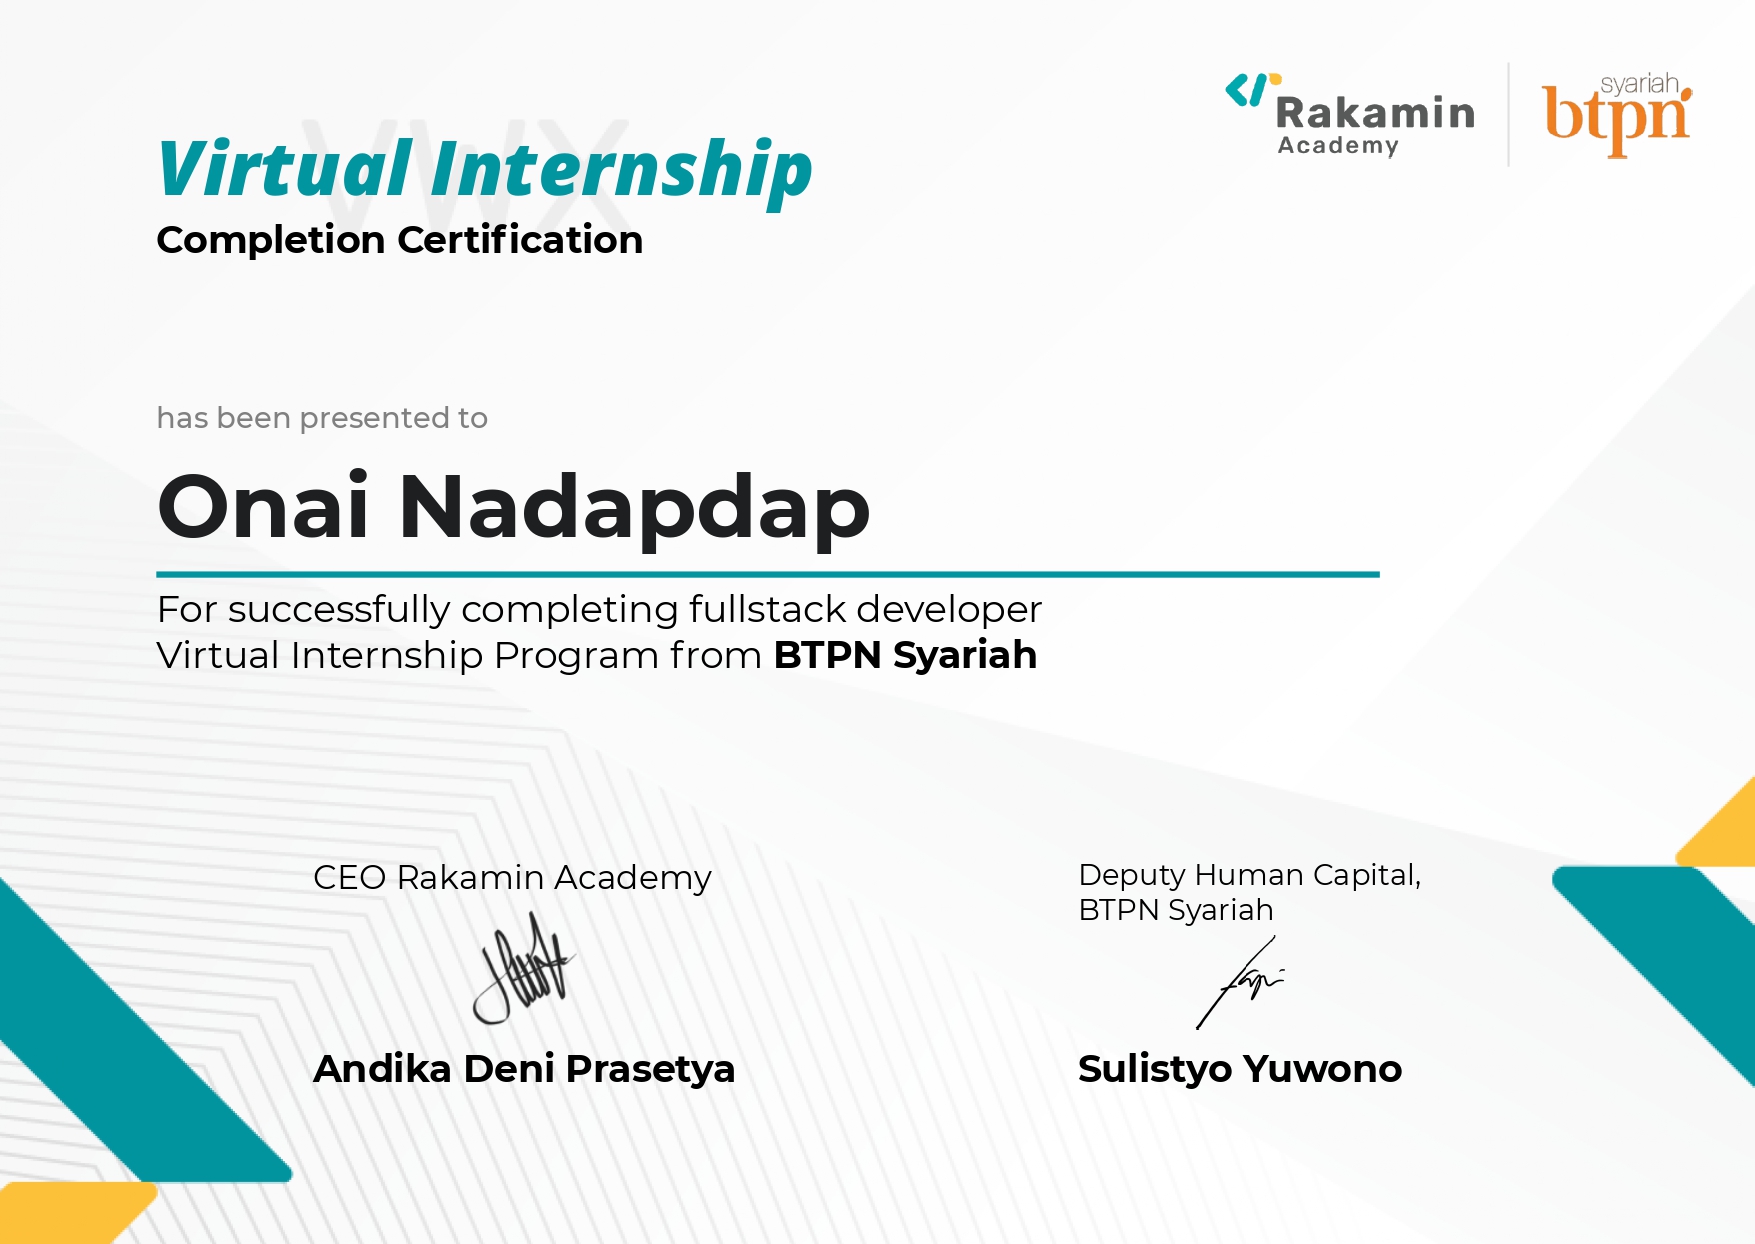 Rakamin
Academy
syariah
btpn
VWX
Virtual Internship
Completion Certification
has been presented to
Onai Nadapdap
For successfully completing fullstack developer
Virtual Internship Program from BTPN Syariah
CEO Rakamin Academy
Deputy Human Capital,
BTPN Syariah
Andika Deni Prasetya
Sulistyo Yuwono